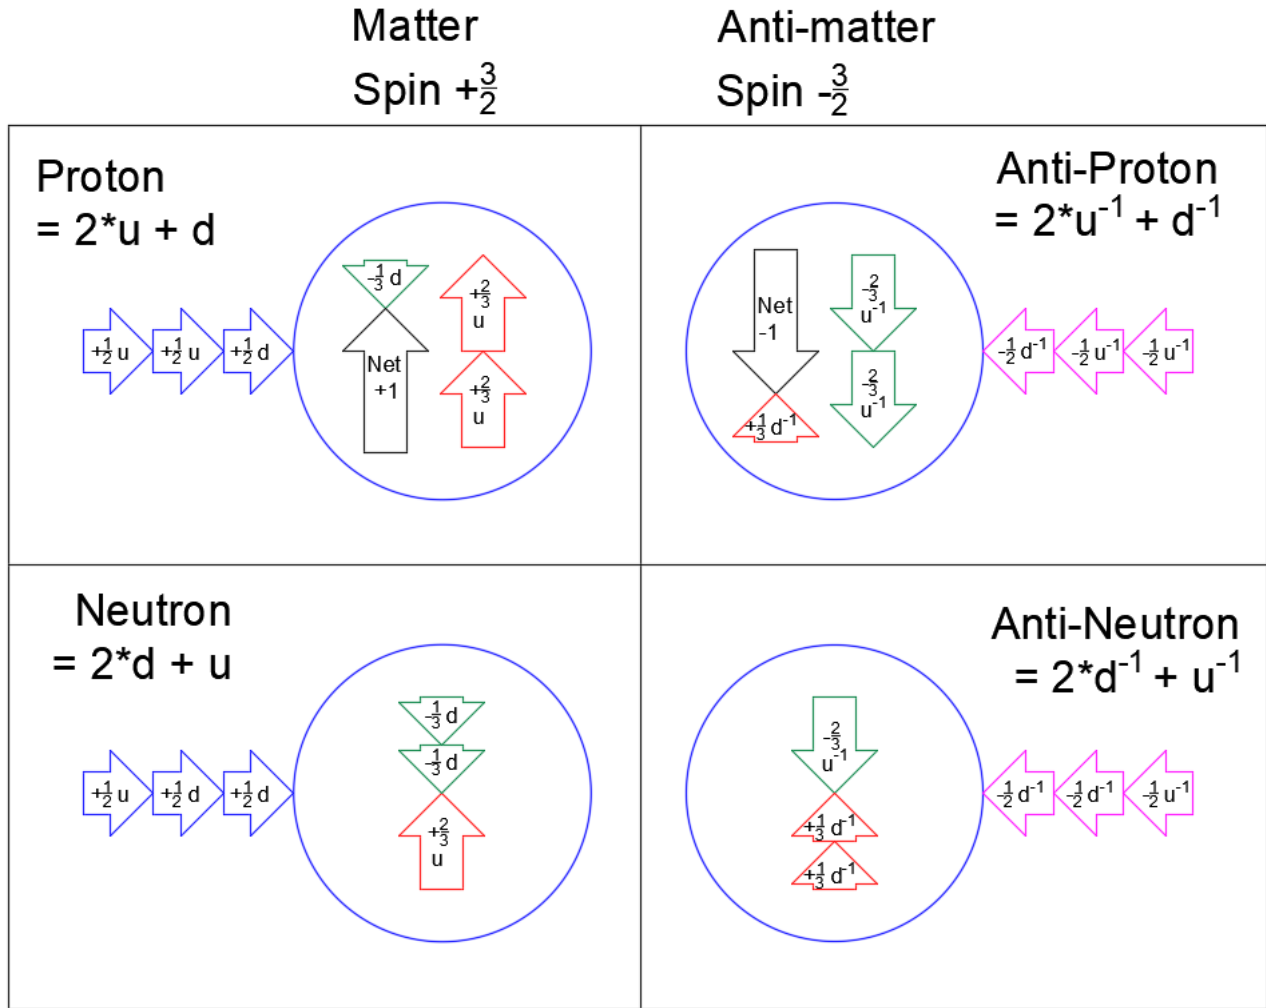 Matter
Spin +3/2
Anti-matter
Spin -3/2
Proton
= 2*u + d
+1/2 u
+1/2 u
+1/2 d
-1/3 d
Net
+1
+2/3
u
+2/3
u
Anti-Proton
= 2*u⁻¹ + d⁻¹
Net
-1
+1/3 d⁻¹
-2/3
u⁻¹
-2/3
u⁻¹
-1/2 d⁻¹
-1/2 u⁻¹
-1/2 u⁻¹
Neutron
= 2*d + u
+1/2 u
+1/2 d
+1/2 d
-1/3 d
-1/3 d
+2/3
u
Anti-Neutron
= 2*d⁻¹ + u⁻¹
-2/3
u⁻¹
+1/3 d⁻¹
+1/3 d⁻¹
-1/2 d⁻¹
-1/2 d⁻¹
-1/2 u⁻¹